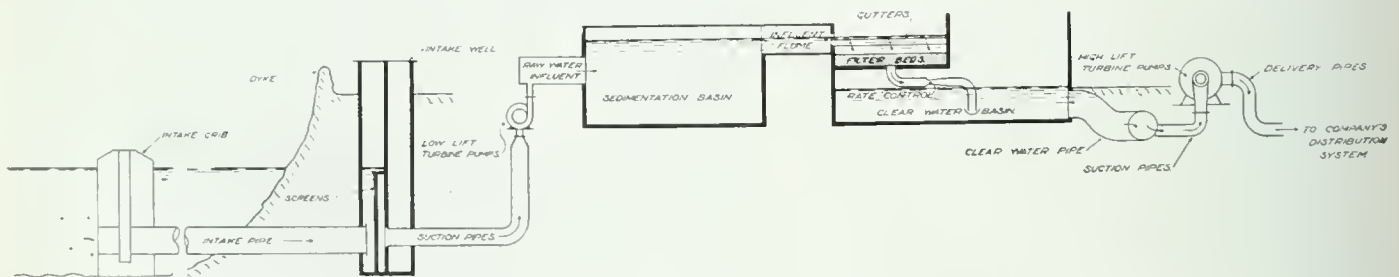 INTAKE CRIB
DYKE
INTAKE PIPE
SCREENS
INTAKE WELL
SUCTION PIPES
LOW LIFT
TURBINE PUMPS
RAW WATER
INFLUENT
SEDIMENTATION BASIN
FLUME
GUTTERS
FILTER BEDS.
RATE CONTROL
CLEAR WATER BASIN
CLEAR WATER PIPE
HIGH LIFT
TURBINE PUMPS
SUCTION PIPES
DELIVERY PIPES
TO COMPANY'S
DISTRIBUTION
SYSTEM